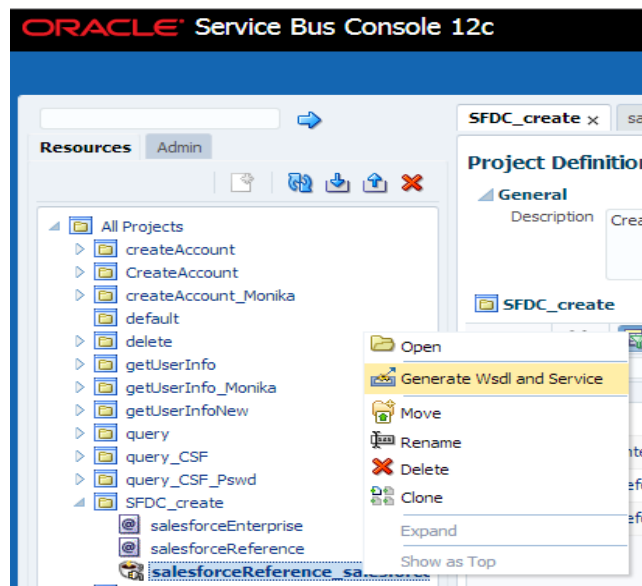 ORACLE Service Bus Console 12c
SFDC_create x
Resources Admin
Project Definition
General
Description
All Projects
createAccount
CreateAccount
createAccount_Monika
default
delete
getUserInfo
getUserInfo_Monika
getUserInfoNew
query
query_CSF
query_CSF_Pswd
SFDC_create
salesforceEnterprise
salesforceReference
salesforceReference_salesforce
SFDC_create
Open
Generate Wsdl and Service
Move
Rename
Delete
Clone
Expand
Show as Top